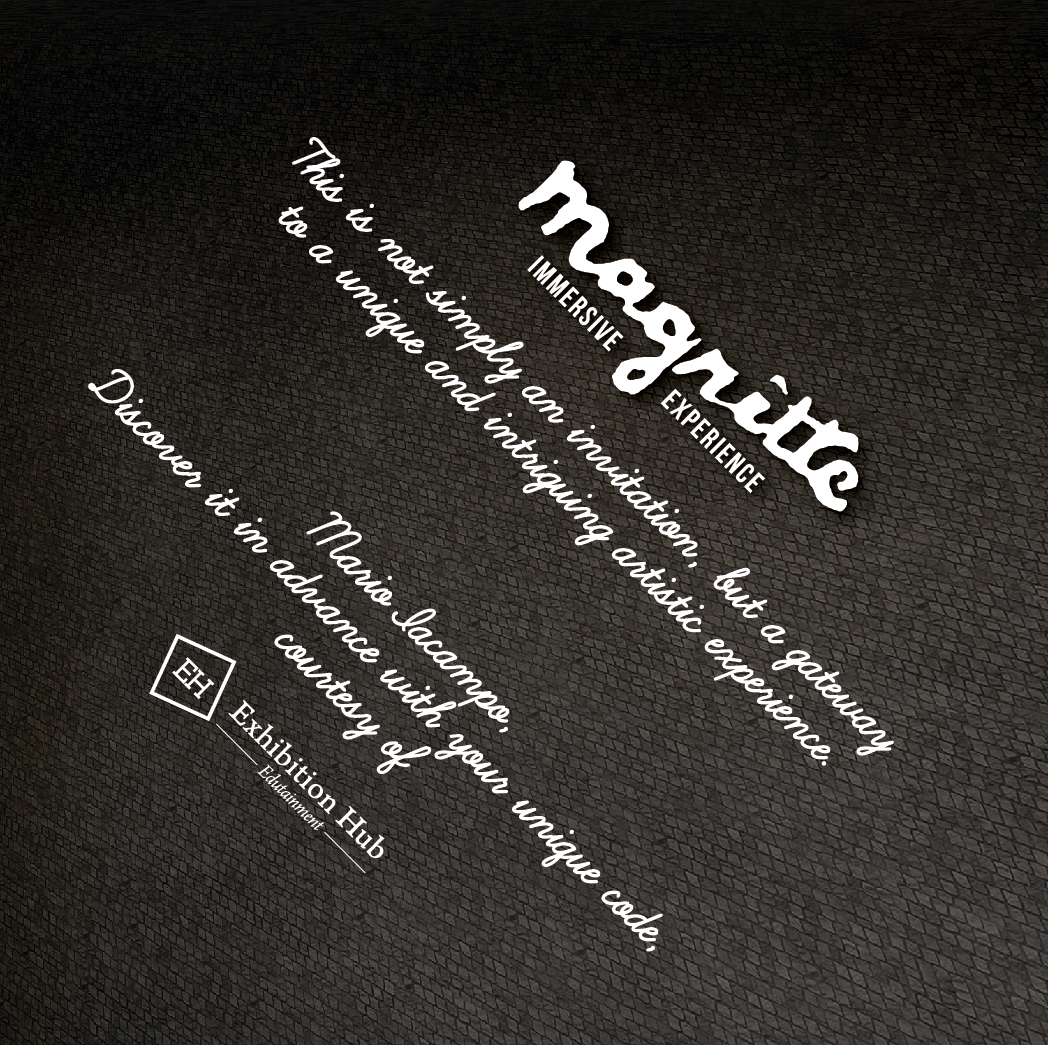 magritte
IMMERSIVE EXPERIENCE
This is not simply an invitation, but a gateway
to a unique and intriguing artistic experience.
Mario Iacampo,
Discover it in advance with your unique code,
courtesy of
EH
Exhibition Hub
Edutainment